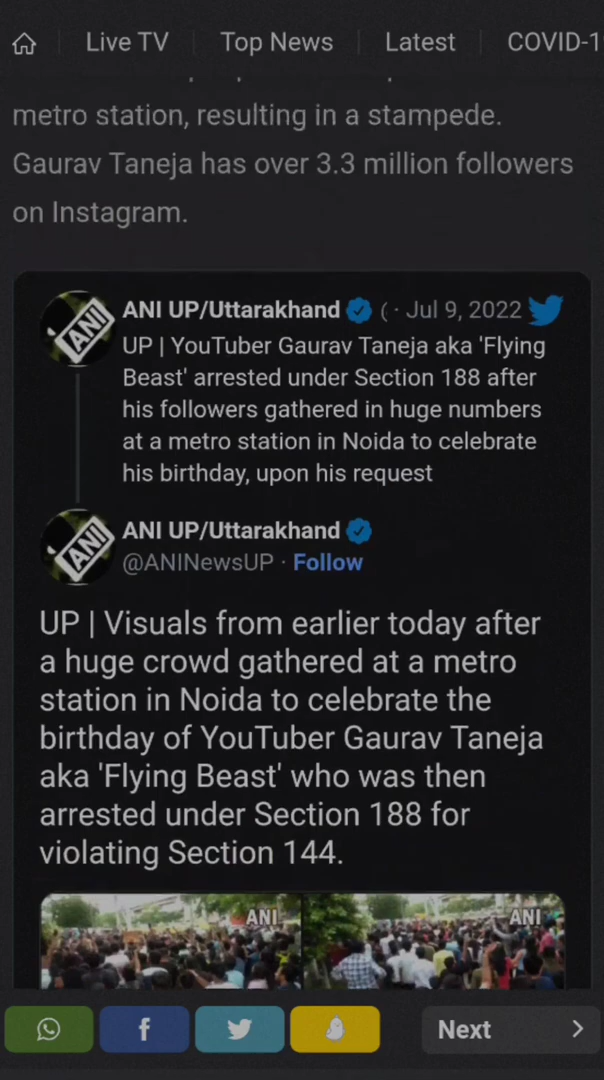 Live TV
Top News
Latest
COVID-1
metro station, resulting in a stampede.
Gaurav Taneja has over 3.3 million followers
on Instagram.
ANI UP/Uttarakhand ( · Jul 9, 2022
UP | YouTuber Gaurav Taneja aka 'Flying
Beast' arrested under Section 188 after
his followers gathered in huge numbers
at a metro station in Noida to celebrate
his birthday, upon his request
ANI UP/Uttarakhand
@ANINewsUP · Follow
UP | Visuals from earlier today after
a huge crowd gathered at a metro
station in Noida to celebrate the
birthday of YouTuber Gaurav Taneja
aka 'Flying Beast' who was then
arrested under Section 188 for
violating Section 144.
ANI
ANI
ANI
ANI
Next